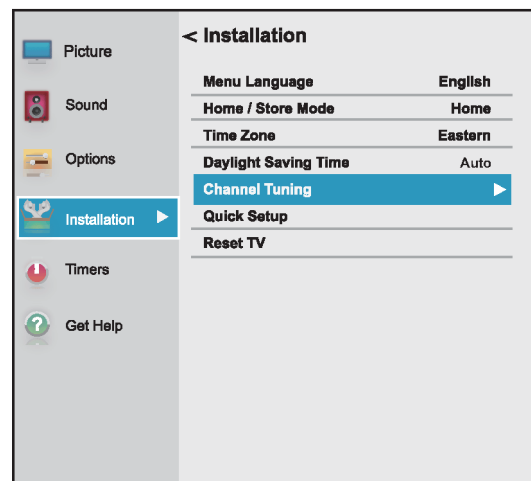 Picture
Sound
Options
Installation
Timers
Get Help
< Installation
Menu Language English
Home / Store Mode Home
Time Zone Eastern
Daylight Saving Time Auto
Channel Tuning
Quick Setup
Reset TV